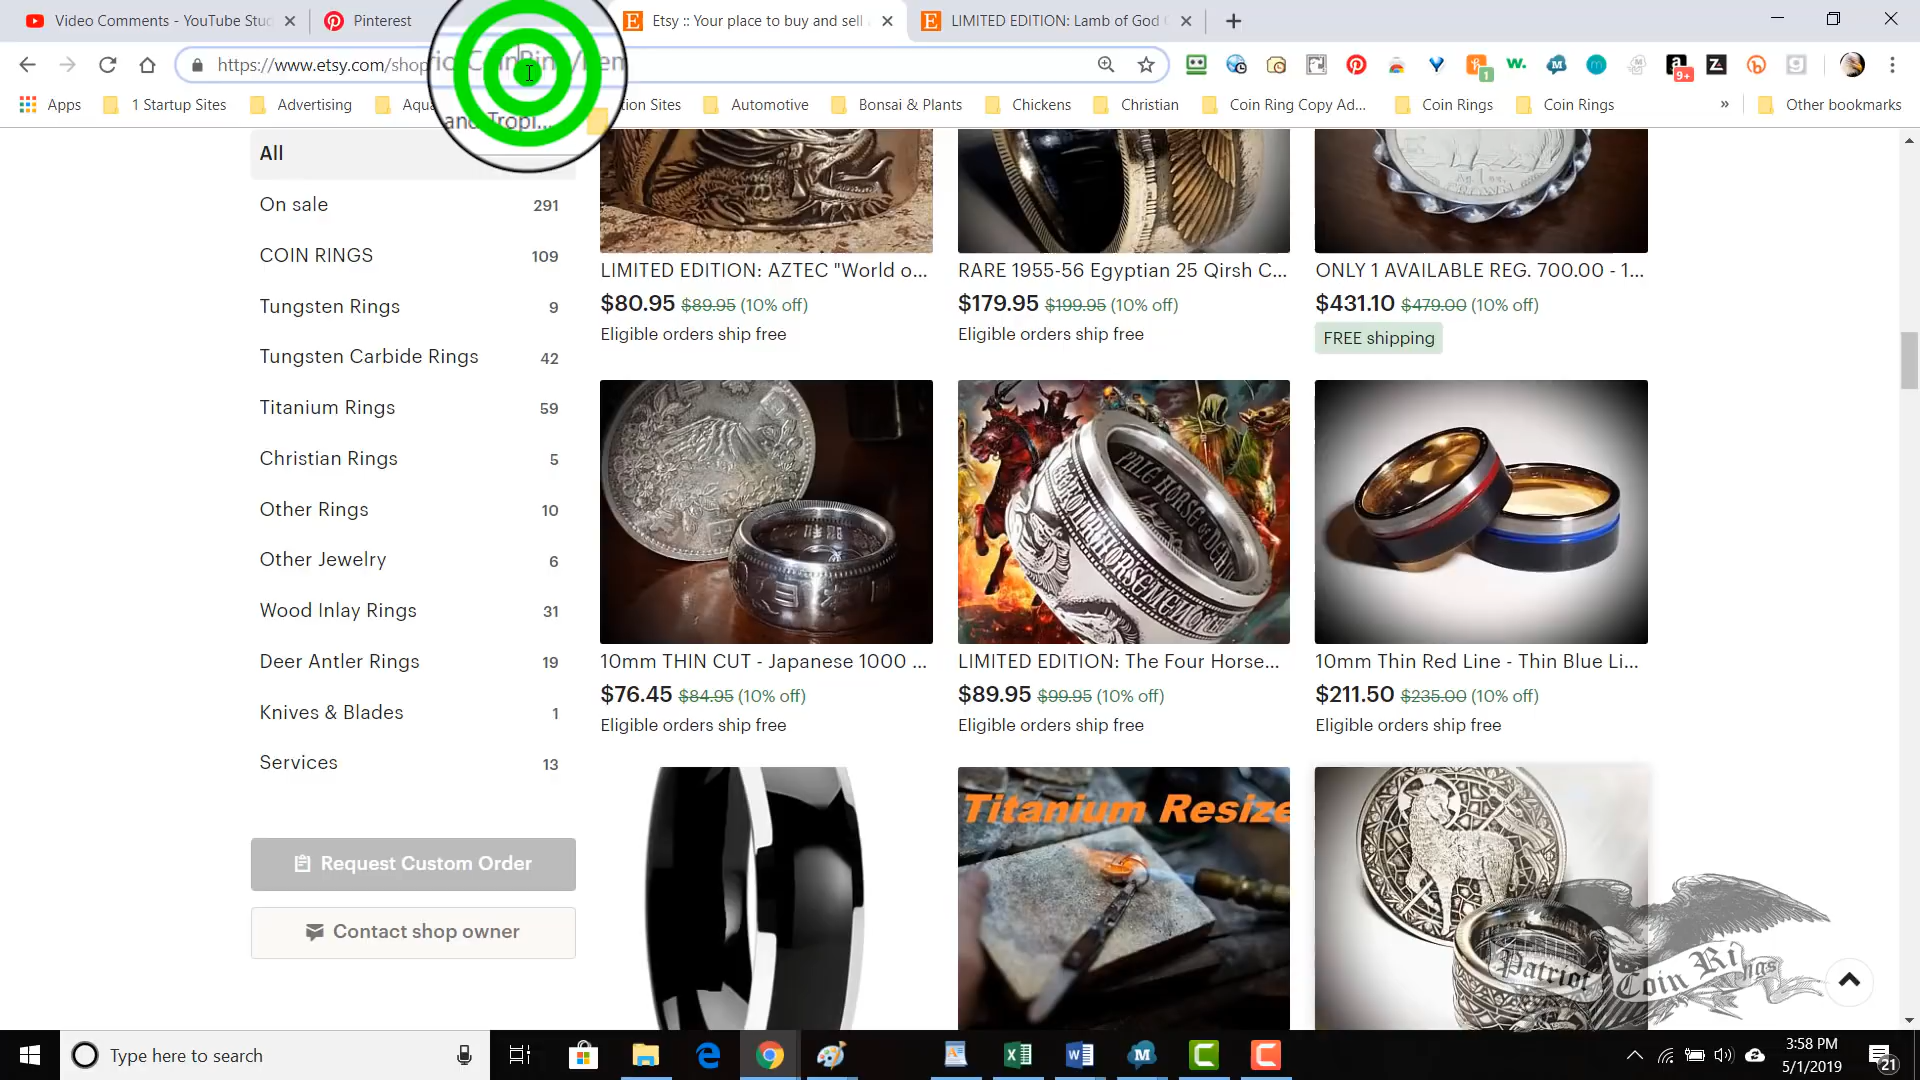 Video Comments - YouTube Stu
Pinterest
Etsy :: Your place to buy and sell
LIMITED EDITION: Lamb of God
https://www.etsy.com/shop
Apps
1 Startup Sites
Advertising
and Tropi...
Automotive
Bonsai & Plants
Chickens
Christian
Coin Ring Copy Ad...
Coin Rings
Coin Rings
»
Other bookmarks
All
On sale 291
COIN RINGS 109
Tungsten Rings 9
Tungsten Carbide Rings 42
Titanium Rings 59
Christian Rings 5
Other Rings 10
Other Jewelry 6
Wood Inlay Rings 31
Deer Antler Rings 19
Knives & Blades 1
Services 13
Request Custom Order
Contact shop owner
LIMITED EDITION: AZTEC "World o...
$80.95 $89.95 (10% off)
Eligible orders ship free
RARE 1955-56 Egyptian 25 Qirsh C...
$179.95 $199.95 (10% off)
Eligible orders ship free
ONLY 1 AVAILABLE REG. 700.00 - 1...
$431.10 $479.00 (10% off)
FREE shipping
PALE HORSE OF
10mm THIN CUT - Japanese 1000 ...
$76.45 $84.95 (10% off)
Eligible orders ship free
LIMITED EDITION: The Four Horse...
$89.95 $99.95 (10% off)
Eligible orders ship free
10mm Thin Red Line - Thin Blue Li...
$211.50 $235.00 (10% off)
Eligible orders ship free
Titanium Resize
Patriot Coin Rings
Type here to search
3:58 PM
5/1/2019
21